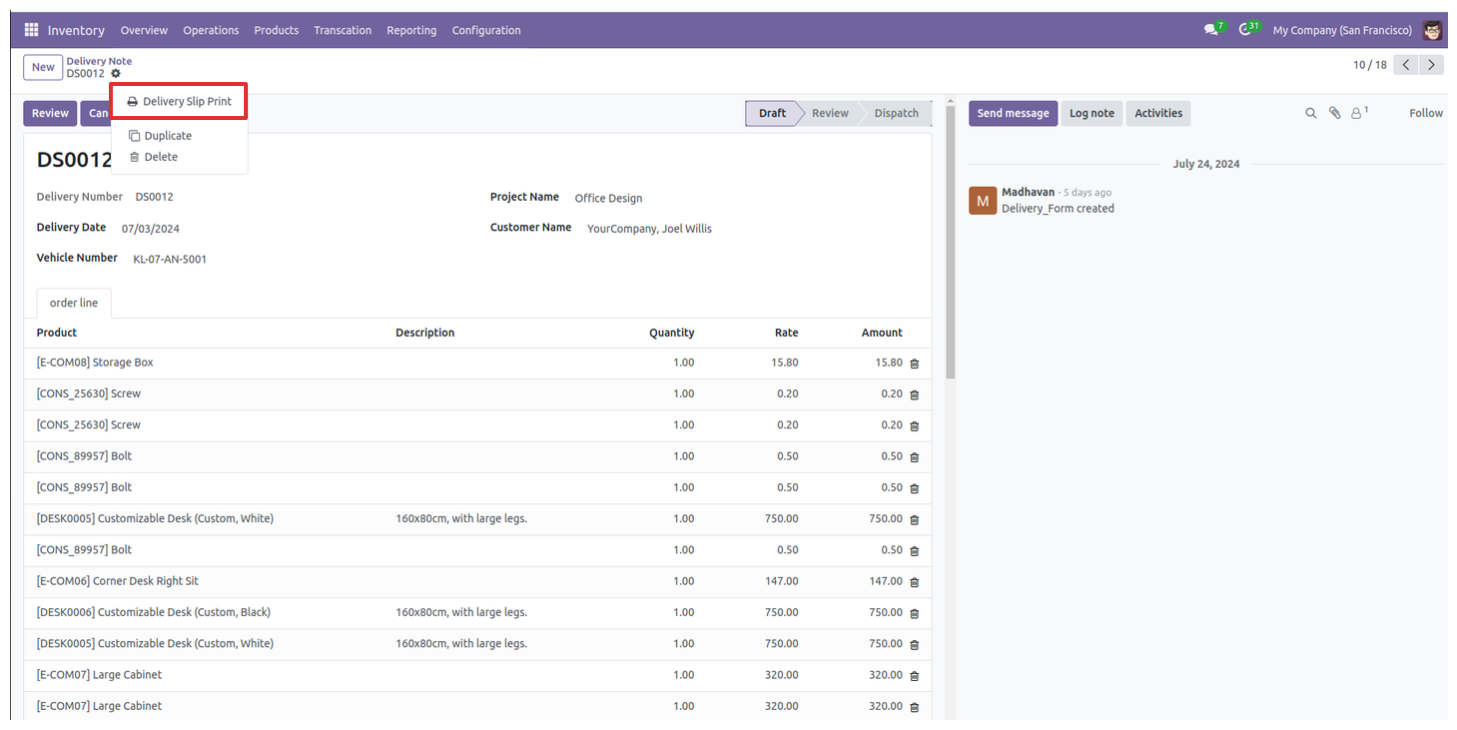 Inventory Overview Operations Products Transcation Reporting Configuration 7 31 My Company (San Francisco)
New Delivery Note
DS0012
10 / 18
Delivery Slip Print
Duplicate
Delete
Review Can
Draft Review Dispatch
Send message Log note Activities 1 Follow
DS0012
Delivery Number DS0012
Project Name Office Design
Delivery Date 07/03/2024
Customer Name YourCompany, Joel Willis
Vehicle Number KL-07-AN-5001
order line
Product Description Quantity Rate Amount
[E-COM08] Storage Box 1.00 15.80 15.80
[CONS_25630] Screw 1.00 0.20 0.20
[CONS_25630] Screw 1.00 0.20 0.20
[CONS_89957] Bolt 1.00 0.50 0.50
[CONS_89957] Bolt 1.00 0.50 0.50
[DESK0005] Customizable Desk (Custom, White) 160x80cm, with large legs. 1.00 750.00 750.00
[CONS_89957] Bolt 1.00 0.50 0.50
[E-COM06] Corner Desk Right Sit 1.00 147.00 147.00
[DESK0006] Customizable Desk (Custom, Black) 160x80cm, with large legs. 1.00 750.00 750.00
[DESK0005] Customizable Desk (Custom, White) 160x80cm, with large legs. 1.00 750.00 750.00
[E-COM07] Large Cabinet 1.00 320.00 320.00
[E-COM07] Large Cabinet 1.00 320.00 320.00
July 24, 2024
M
Madhavan - 5 days ago
Delivery_Form created